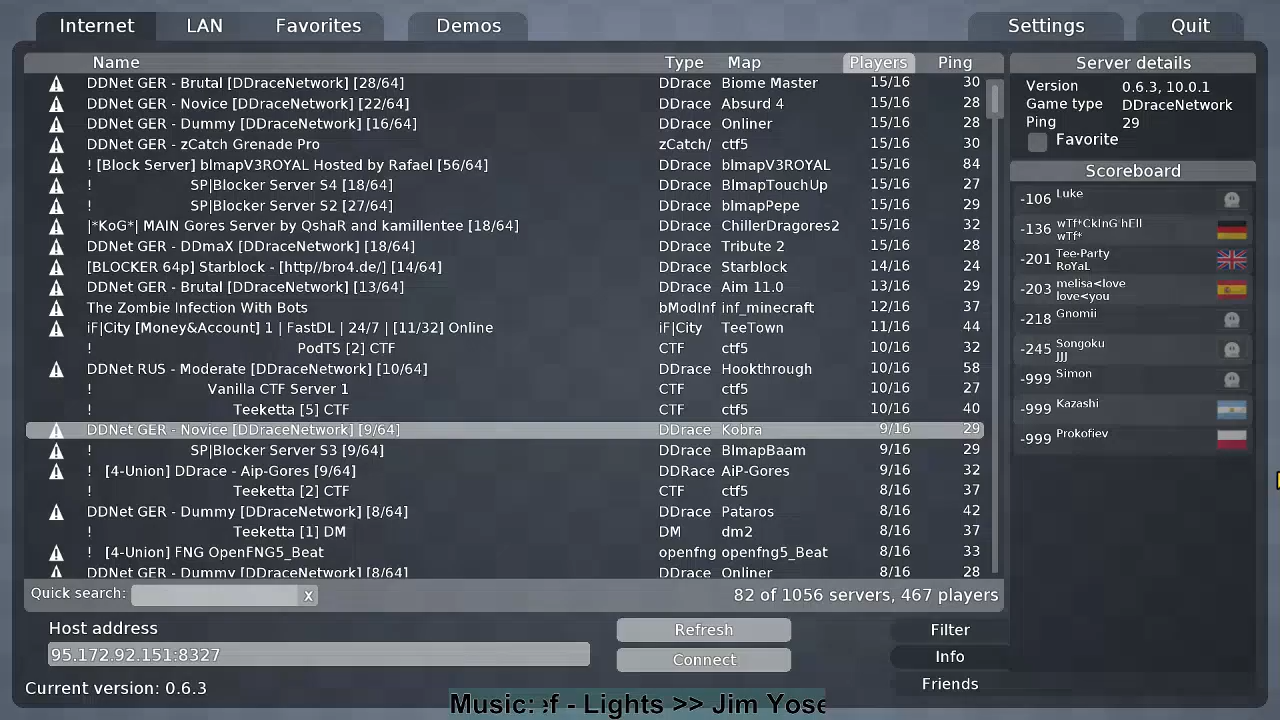 Internet LAN Favorites Demos Settings Quit
Name Type Map Players Ping
DDNet GER - Brutal [DDraceNetwork] [28/64] DDrace Biome Master 15/16 30
DDNet GER - Novice [DDraceNetwork] [22/64] DDrace Absurd 4 15/16 28
DDNet GER - Dummy [DDraceNetwork] [16/64] DDrace Onliner 15/16 28
DDNet GER - zCatch Grenade Pro zCatch/ ctf5 15/16 30
! [Block Server] blmapV3ROYAL Hosted by Rafael [56/64] DDrace blmapV3ROYAL 15/16 84
! SP|Blocker Server S4 [18/64] DDrace BlmapTouchUp 15/16 27
! SP|Blocker Server S2 [27/64] DDrace blmapPepe 15/16 29
|*KoG*| MAIN Gores Server by QshaR and kamillentee [18/64] DDrace ChillerDragores2 15/16 32
DDNet GER - DDmaX [DDraceNetwork] [18/64] DDrace Tribute 2 15/16 28
[BLOCKER 64p] Starblock - [http//bro4.de/] [14/64] DDrace Starblock 14/16 24
DDNet GER - Brutal [DDraceNetwork] [13/64] DDrace Aim 11.0 13/16 29
The Zombie Infection With Bots bModInf inf_minecraft 12/16 37
iF|City [Money&Account] 1 | FastDL | 24/7 | [11/32] Online iF|City TeeTown 11/16 44
! PodTS [2] CTF CTF ctf5 10/16 32
DDNet RUS - Moderate [DDraceNetwork] [10/64] DDrace Hookthrough 10/16 58
! Vanilla CTF Server 1 CTF ctf5 10/16 27
! Teeketta [5] CTF CTF ctf5 10/16 40
DDNet GER - Novice [DDraceNetwork] [9/64] DDrace Kobra 9/16 29
! SP|Blocker Server S3 [9/64] DDrace BlmapBaam 9/16 29
! [4-Union] DDrace - Aip-Gores [9/64] DDRace AiP-Gores 9/16 32
! Teeketta [2] CTF CTF ctf5 8/16 37
DDNet GER - Dummy [DDraceNetwork] [8/64] DDrace Pataros 8/16 42
! Teeketta [1] DM DM dm2 8/16 37
! [4-Union] FNG OpenFNG5_Beat openfng openfng5_Beat 8/16 33
DDNet GER - Dummy [DDraceNetwork] [8/64] DDrace Onliner 8/16 28
Quick search: x 82 of 1056 servers, 467 players
Host address
95.172.92.151:8327
Current version: 0.6.3
Refresh
Connect
Filter
Info
Friends
Server details
Version 0.6.3, 10.0.1
Game type DDraceNetwork
Ping 29
Favorite
Scoreboard
-106 Luke
-136 wTf*CkInG hEll
wTf*
-201 Tee-Party
RoYaL
-203 melisa<love
love<you
-218 Gnomii
-245 Songoku
JJJ
-999 Simon
-999 Kazashi
-999 Prokofiev
Music: ef - Lights >> Jim Yose